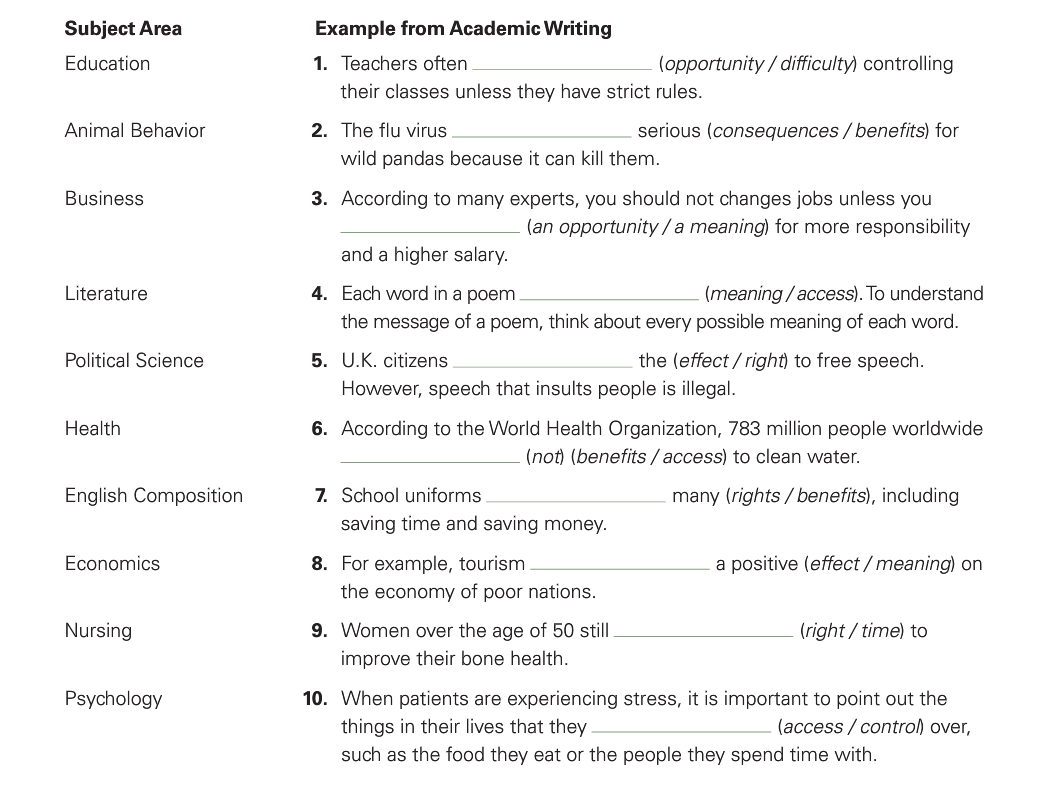 Subject Area Example from Academic Writing
Education 1. Teachers often ____________ (opportunity / difficulty) controlling
their classes unless they have strict rules.
Animal Behavior 2. The flu virus ____________ serious (consequences / benefits) for
wild pandas because it can kill them.
Business 3. According to many experts, you should not changes jobs unless you
____________ (an opportunity / a meaning) for more responsibility
and a higher salary.
Literature 4. Each word in a poem ____________ (meaning / access). To understand
the message of a poem, think about every possible meaning of each word.
Political Science 5. U.K. citizens ____________ the (effect / right) to free speech.
However, speech that insults people is illegal.
Health 6. According to the World Health Organization, 783 million people worldwide
____________ (not) (benefits / access) to clean water.
English Composition 7. School uniforms ____________ many (rights / benefits), including
saving time and saving money.
Economics 8. For example, tourism ____________ a positive (effect / meaning) on
the economy of poor nations.
Nursing 9. Women over the age of 50 still ____________ (right / time) to
improve their bone health.
Psychology 10. When patients are experiencing stress, it is important to point out the
things in their lives that they ____________ (access / control) over,
such as the food they eat or the people they spend time with.